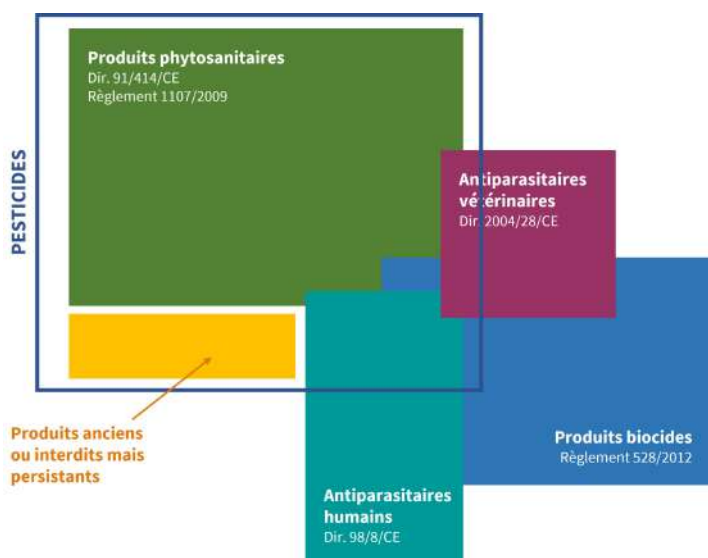 Produits phytosanitaires
Dir. 91/414/CE
Règlement 1107/2009
PESTICIDES
Antiparasitaires
vétérinaires
Dir. 2004/28/CE
Produits anciens
ou interdits mais
persistants
Produits biocides
Règlement 528/2012
Antiparasitaires
humains
Dir. 98/8/CE